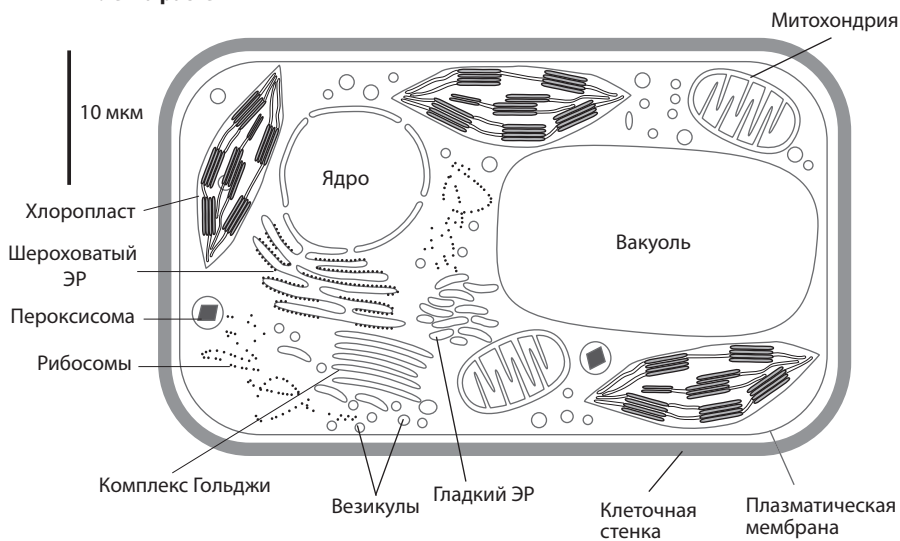 Митохондрия
10 мкм
Ядро
Хлоропласт
Вакуоль
Шероховатый
ЭР
Пероксисома
Рибосомы
Комплекс Гольджи
Везикулы
Гладкий ЭР
Клеточная
стенка
Плазматическая
мембрана